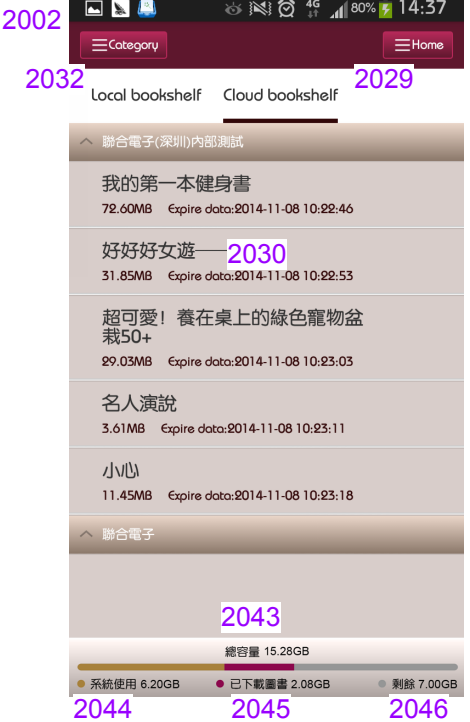 2002
4G 80% 14:37
Category Home
2032 2029
Local bookshelf Cloud bookshelf
聯合電子(深圳)內部測試
我的第一本健身書
72.60MB Expire data:2014-11-08 10:22:46
好好好女遊── 2030
31.85MB Expire data:2014-11-08 10:22:53
超可愛！養在桌上的綠色寵物盆
栽50+
29.03MB Expire data:2014-11-08 10:23:03
名人演說
3.61MB Expire data:2014-11-08 10:23:11
小心
11.45MB Expire data:2014-11-08 10:23:18
聯合電子
2043
總容量 15.28GB
系統使用 6.20GB 已下載圖書 2.08GB 剩餘 7.00GB
2044 2045 2046